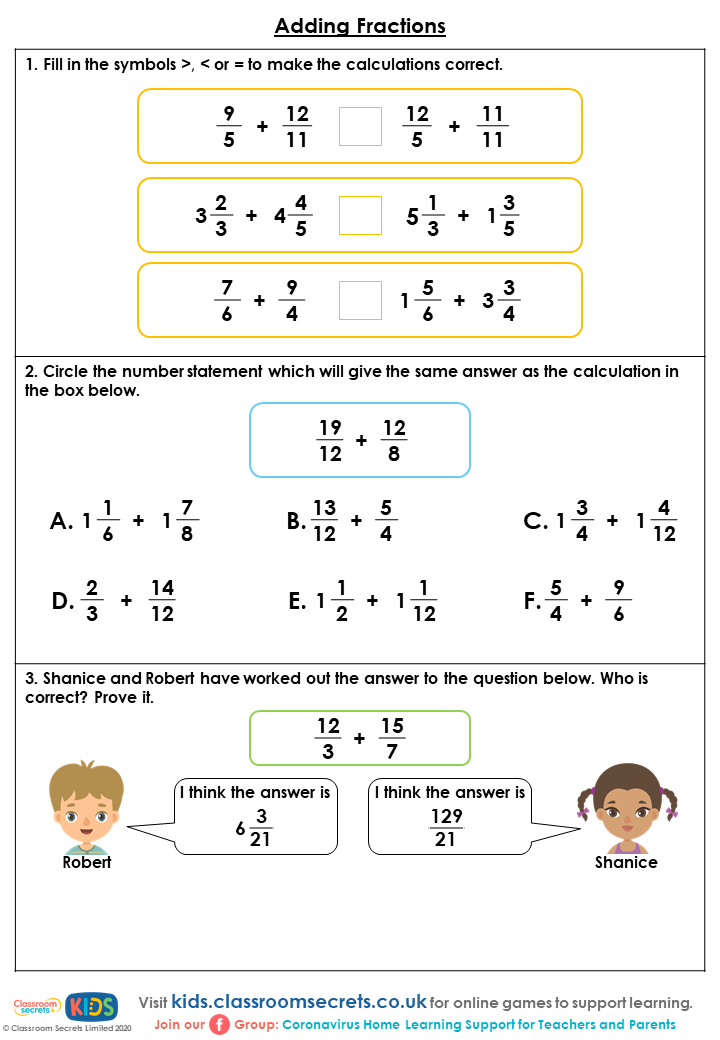 Adding Fractions
1. Fill in the symbols >, < or = to make the calculations correct.
9/5 + 12/11 12/5 + 11/11
3 2/3 + 4 4/5 5 1/3 + 1 3/5
7/6 + 9/4 1 5/6 + 3 3/4
2. Circle the number statement which will give the same answer as the calculation in
the box below.
19/12 + 12/8
A. 1 1/6 + 1 7/8 B. 13/12 + 5/4 C. 1 3/4 + 1 4/12
D. 2/3 + 14/12 E. 1 1/2 + 1 1/12 F. 5/4 + 9/6
3. Shanice and Robert have worked out the answer to the question below. Who is
correct? Prove it.
12/3 + 15/7
I think the answer is
6 3/21
Robert
I think the answer is
129/21
Shanice
Classroom
secrets
KIDS
© Classroom Secrets Limited 2020
Visit kids.classroomsecrets.co.uk for online games to support learning.
Join our f Group: Coronavirus Home Learning Support for Teachers and Parents